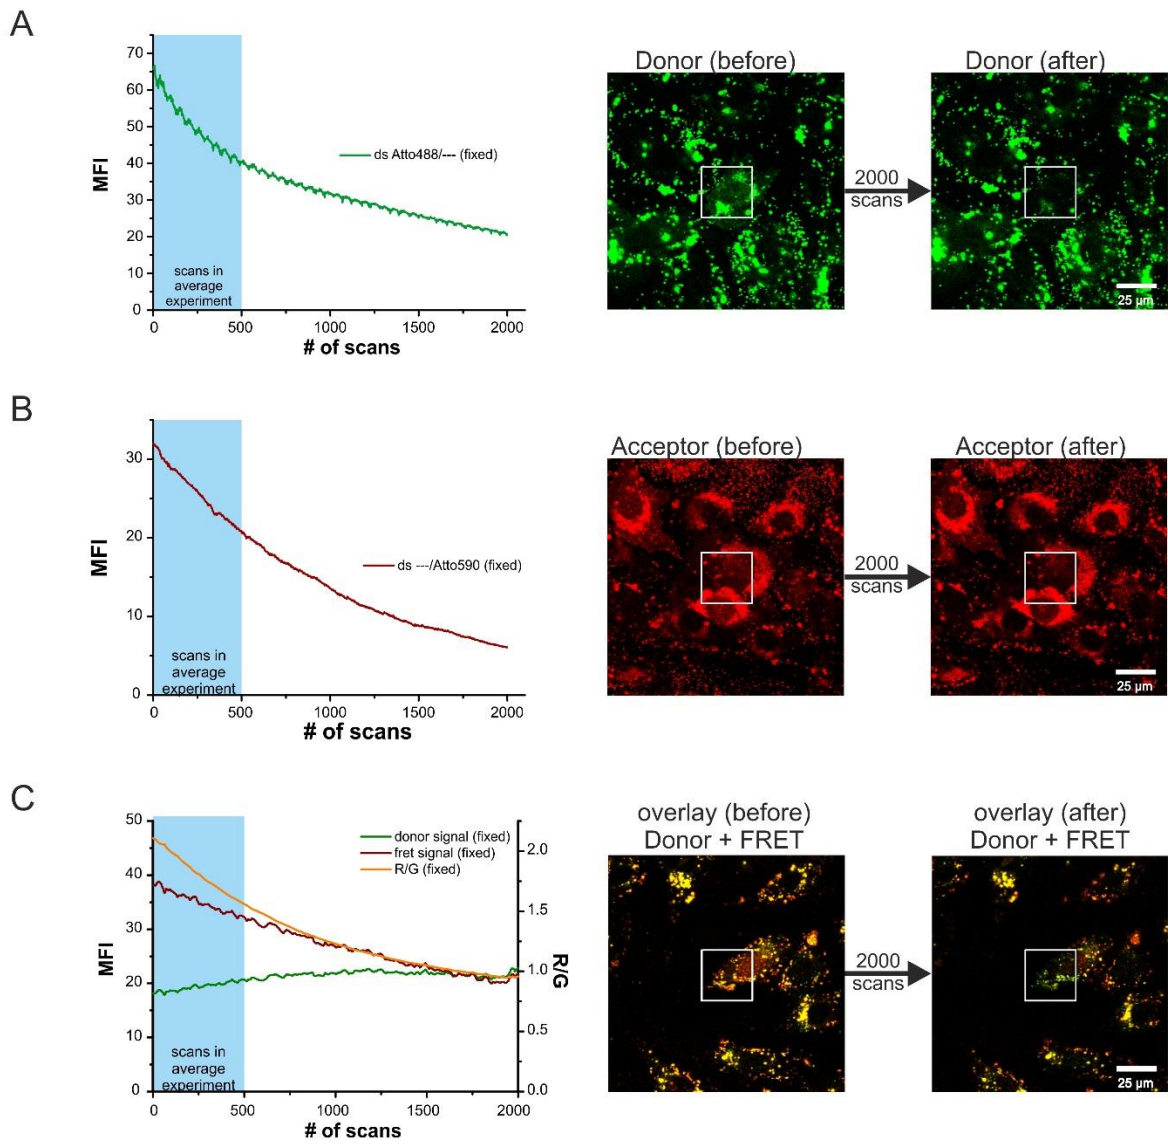 A
70
60
50
40
30
20
10
0
MFI
ds Atto488/--- (fixed)
scans in
average
experiment
0 500 1000 1500 2000
# of scans
Donor (before)
2000
scans
Donor (after)
25 µm
B
30
20
10
0
MFI
ds ---/Atto590 (fixed)
scans in
average
experiment
0 500 1000 1500 2000
# of scans
Acceptor (before)
2000
scans
Acceptor (after)
25 µm
C
50
40
30
20
10
0
MFI
donor signal (fixed)
fret signal (fixed)
R/G (fixed)
2.0
1.5
1.0
0.5
0.0
R/G
scans in
average
experiment
0 500 1000 1500 2000
# of scans
overlay (before)
Donor + FRET
2000
scans
overlay (after)
Donor + FRET
25 µm